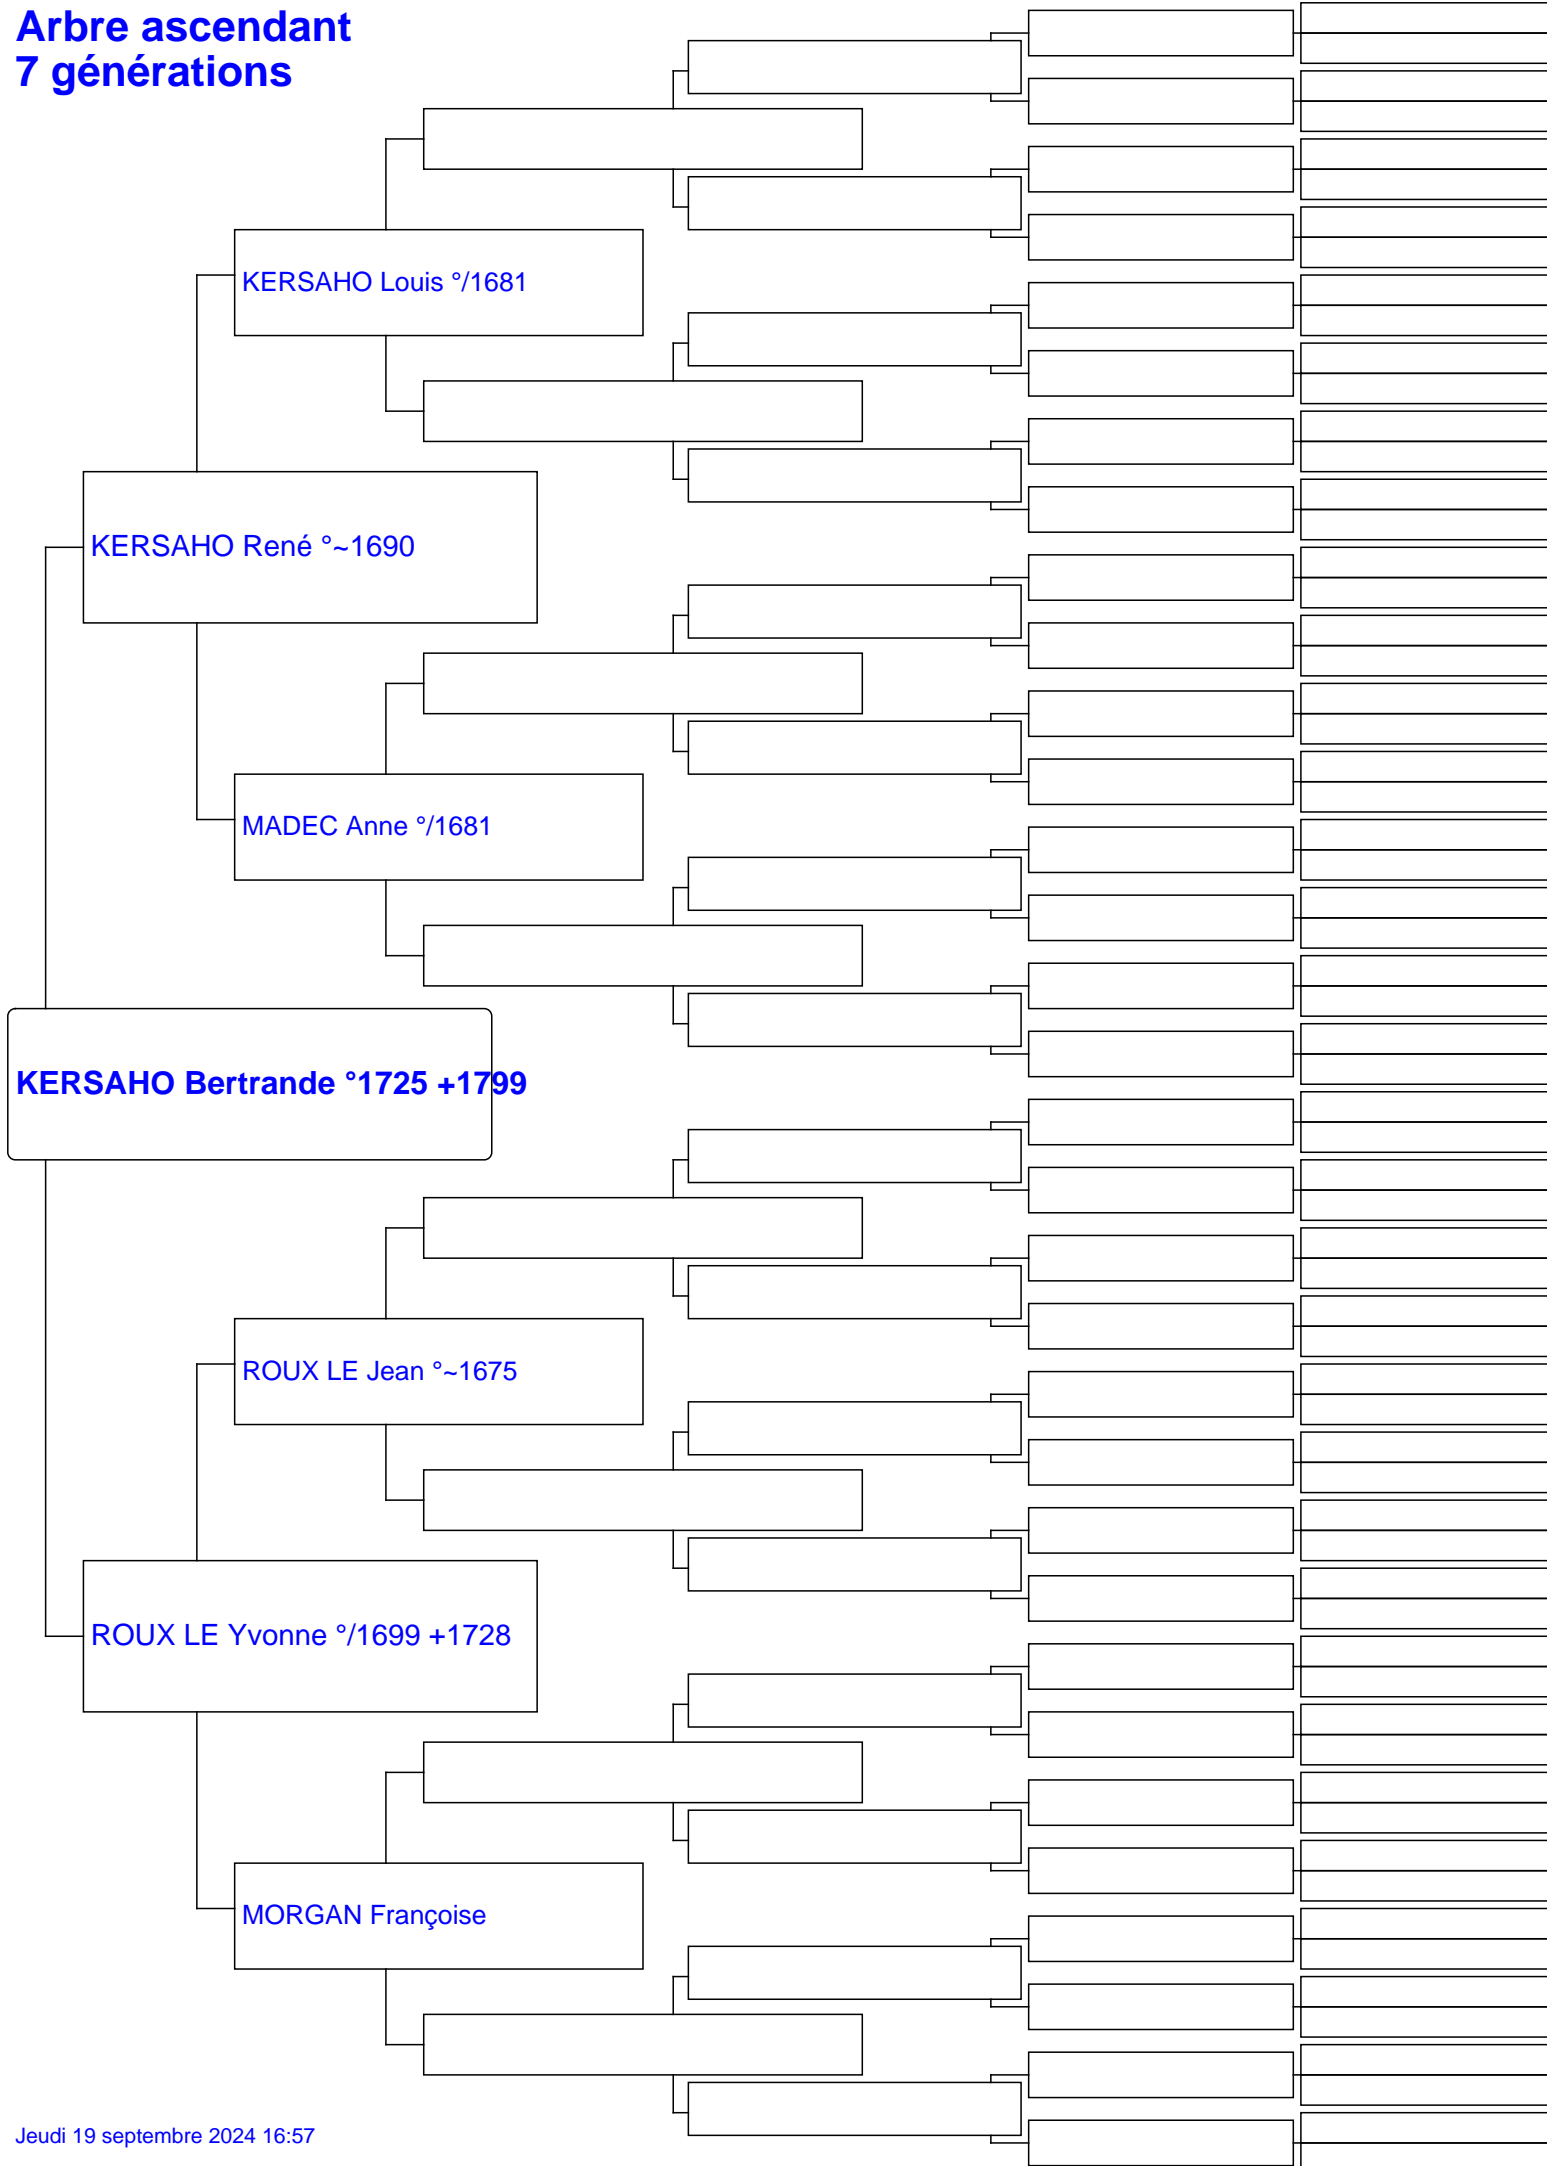 Arbre ascendant
7 générations
KERSAHO Louis °/1681
KERSAHO René °~1690
MADEC Anne °/1681
KERSAHO Bertrande °1725 +1799
ROUX LE Jean °~1675
ROUX LE Yvonne °/1699 +1728
MORGAN Françoise
Jeudi 19 septembre 2024 16:57